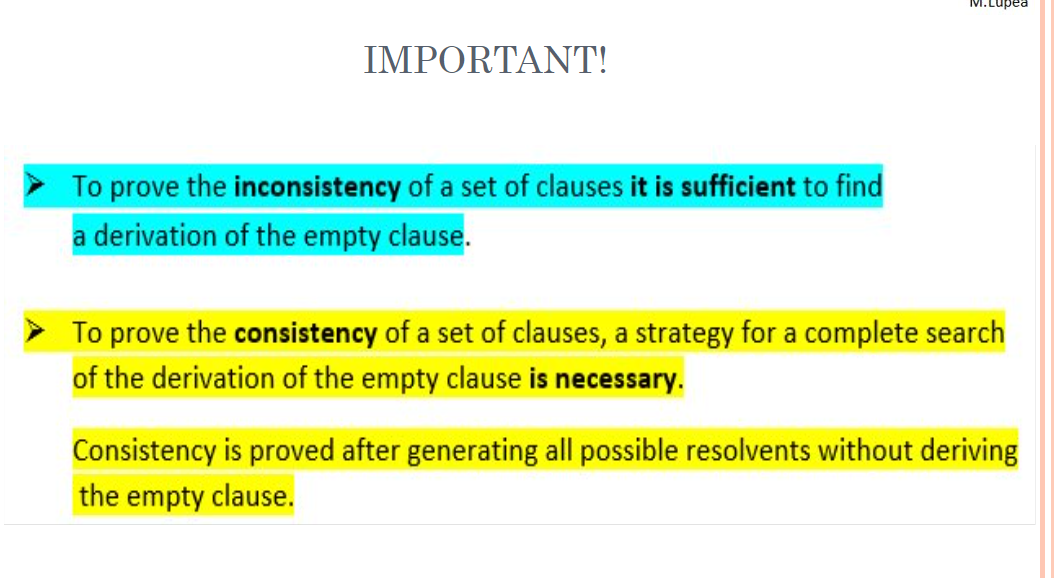 M.Lupea
IMPORTANT!
➢ To prove the inconsistency of a set of clauses it is sufficient to find
a derivation of the empty clause.
➢ To prove the consistency of a set of clauses, a strategy for a complete search
of the derivation of the empty clause is necessary.
Consistency is proved after generating all possible resolvents without deriving
the empty clause.